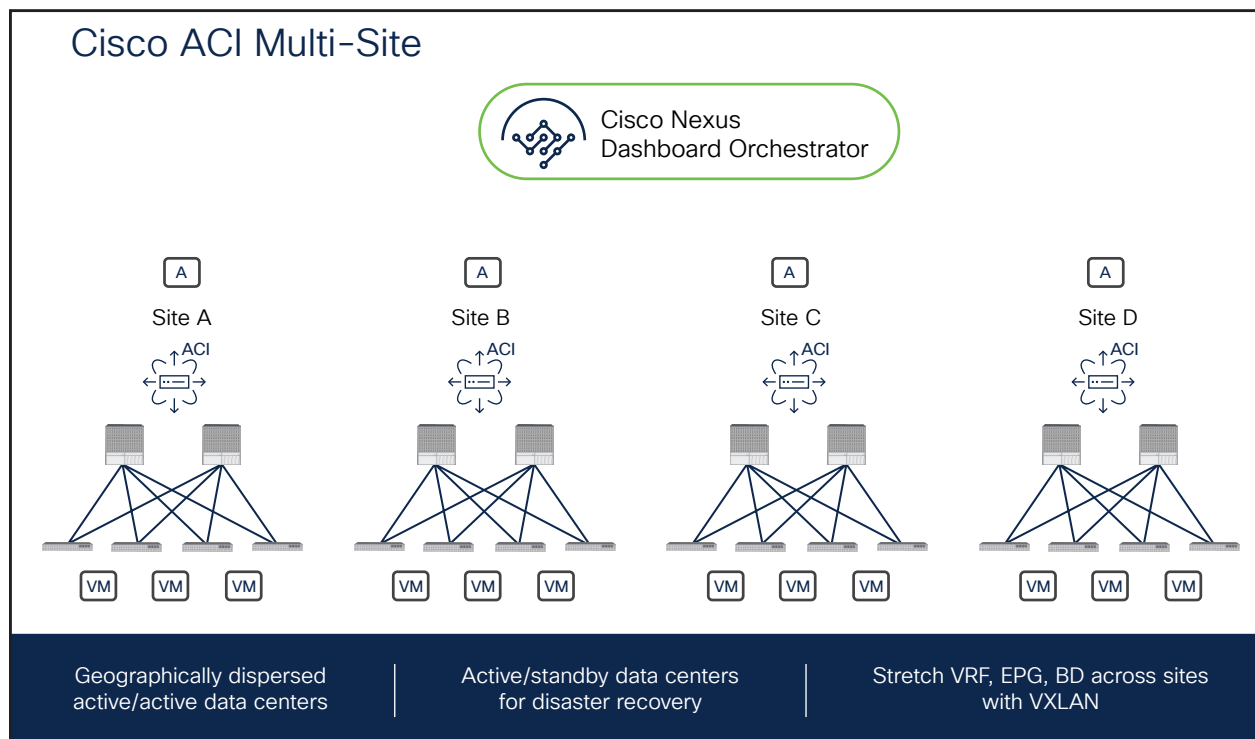 Cisco ACI Multi-Site
Cisco Nexus
Dashboard Orchestrator
A
A
A
A
Site A
Site B
Site C
Site D
ACI
ACI
ACI
ACI
VM
VM
VM
VM
VM
VM
VM
VM
VM
VM
VM
VM
Geographically dispersed
active/active data centers
Active/standby data centers
for disaster recovery
Stretch VRF, EPG, BD across sites
with VXLAN